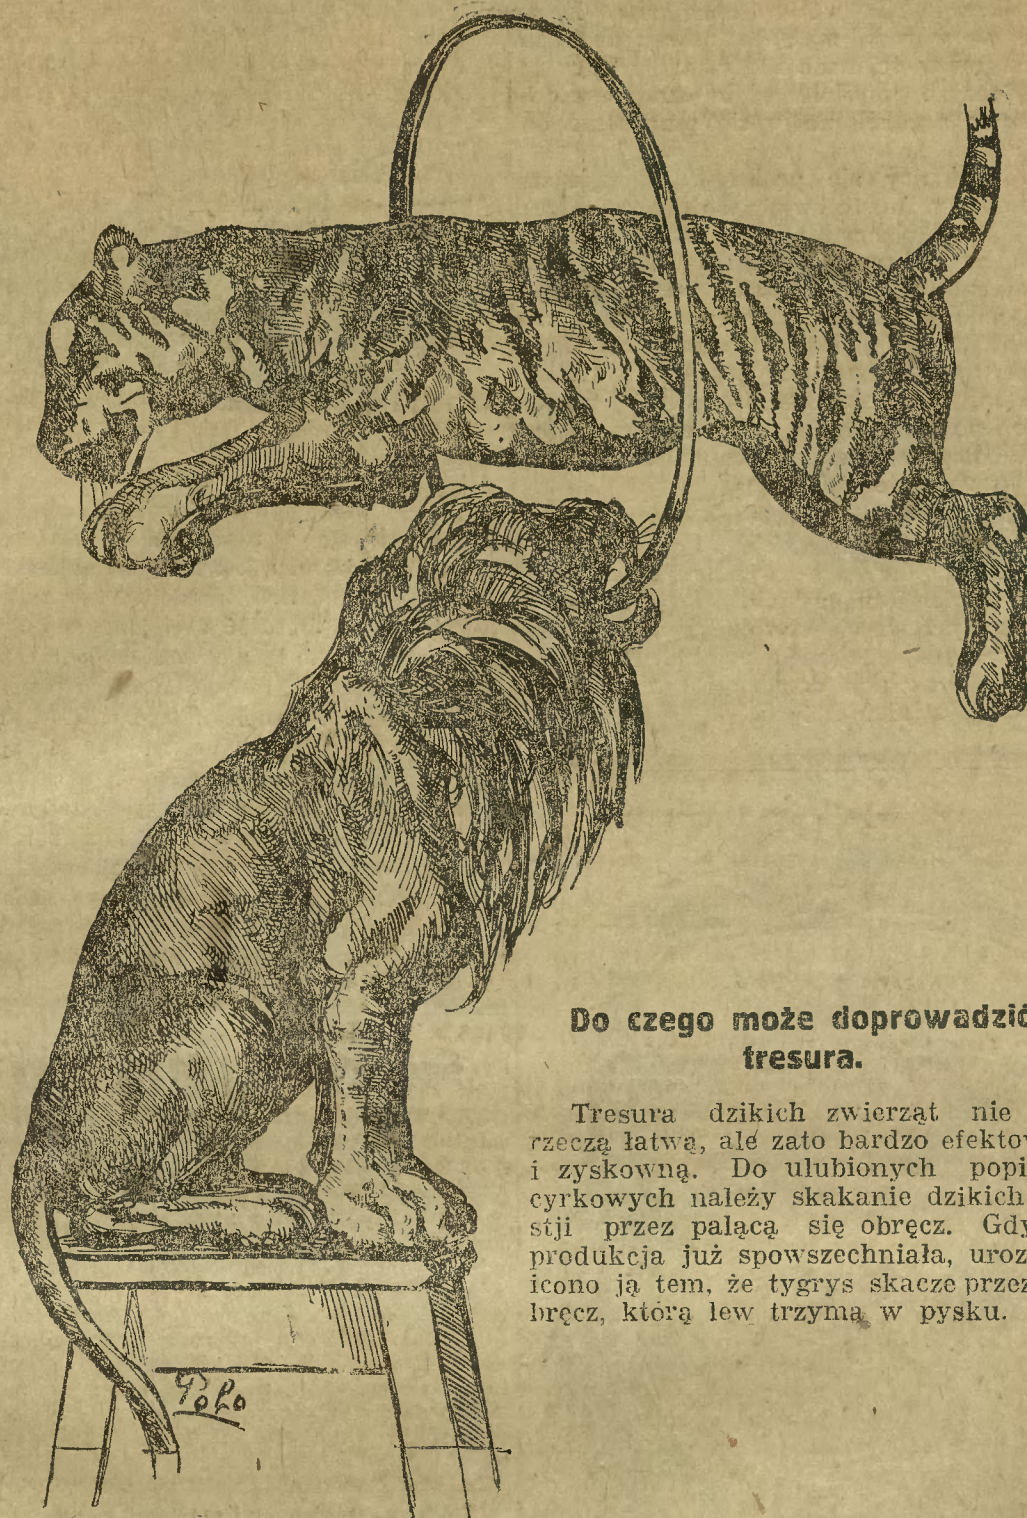 Do czego może doprowadzić
tresura.
Tresura dzikich zwierząt nie
rzeczą łatwą, ale zato bardzo efektow
i zyskowną. Do ulubionych popi
cyrkowych należy skakanie dzikich
stji przez palącą się obręcz. Gdy
produkcja już spowszechniała, uroz
icono ją tem, że tygrys skacze przez
bręcz, którą lew trzyma w pysku.